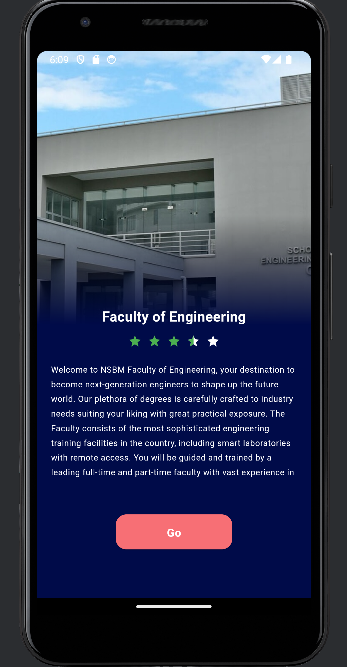 6:09
SCHO
ENGINEERIN
Faculty of Engineering
Welcome to NSBM Faculty of Engineering, your destination to
become next-generation engineers to shape up the future
world. Our plethora of degrees is carefully crafted to industry
needs suiting your liking with great practical exposure. The
Faculty consists of the most sophisticated engineering
training facilities in the country, including smart laboratories
with remote access. You will be guided and trained by a
leading full-time and part-time faculty with vast experience in
Go